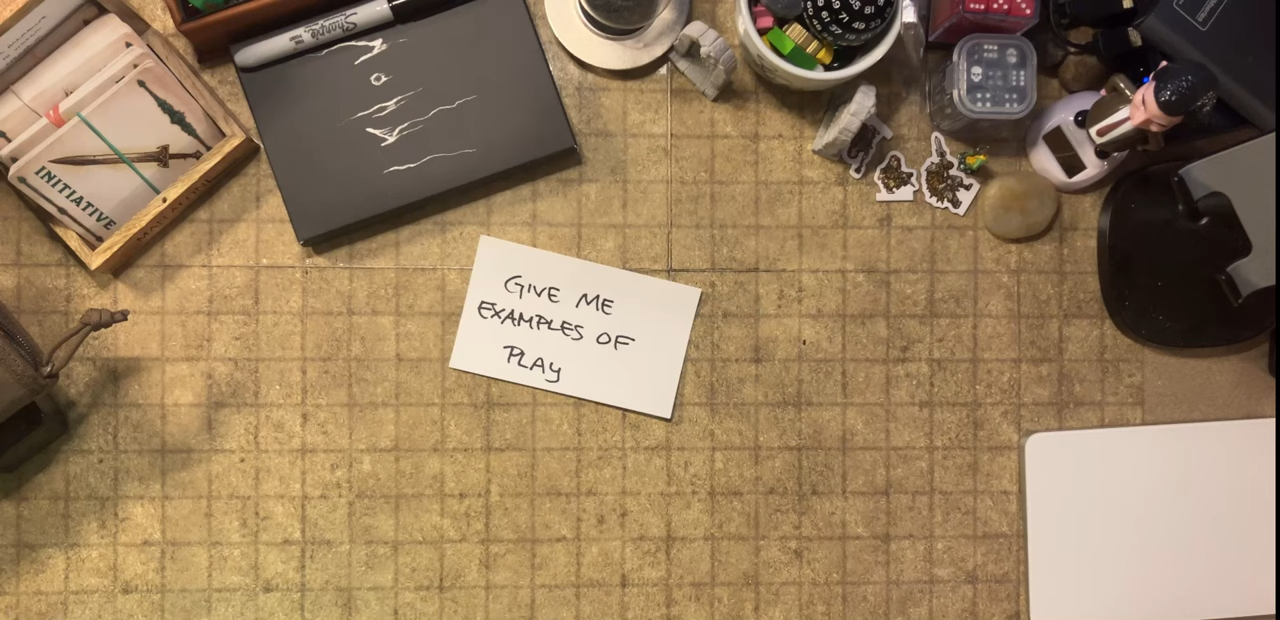 Sharpie
INITIATIVE
GIVE ME
EXAMPLES OF
PLAY